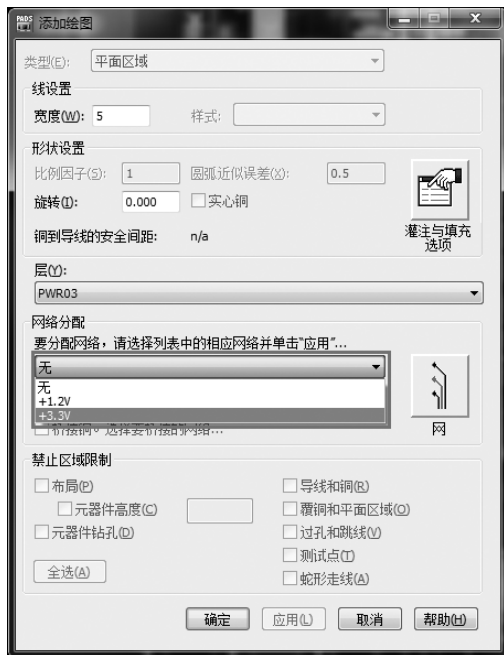 PADS
添加绘图
类型(E): 平面区域
线设置
宽度(W): 5 样式:
形状设置
比例因子(S): 1 圆弧近似误差(X): 0.5
旋转(I): 0.000 实心铜
铜到导线的安全间距: n/a
灌注与填充
选项
层(Y):
PWR03
网络分配
要分配网络，请选择列表中的相应网络并单击"应用"...
无
无
+1.2V
+3.3V
网
禁止区域限制
布局(P) 导线和铜(R)
元器件高度(C) 覆铜和平面区域(O)
元器件钻孔(D) 过孔和跳线(V)
测试点(T)
全选(A) 蛇形走线(A)
确定 应用(L) 取消 帮助(H)